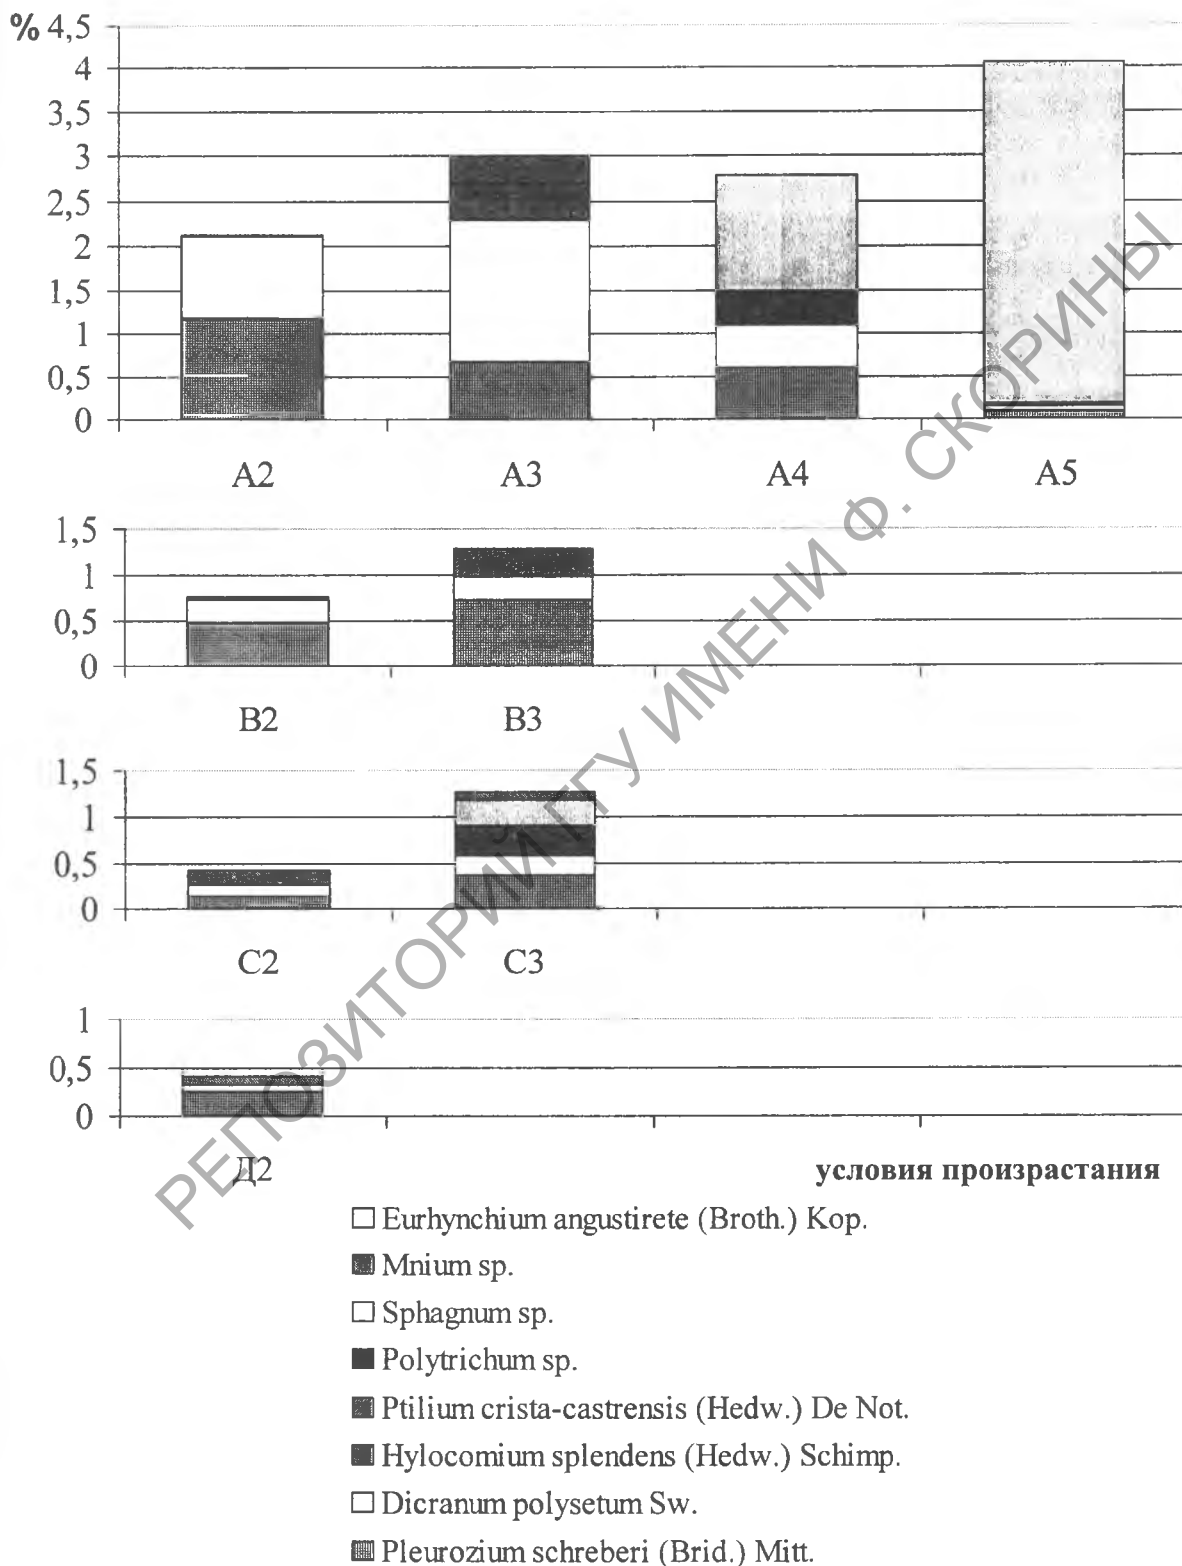 % 4,5
4
3,5
3
2,5
2
1,5
1
0,5
0
А2 А3 А4 А5
1,5
1
0,5
0
В2 В3
1,5
1
0,5
0
С2 С3
1
0,5
0
Д2
условия произрастания
Eurhynchium angustirete (Broth.) Kop.
Mnium sp.
Sphagnum sp.
Polytrichum sp.
Ptilium crista-castrensis (Hedw.) De Not.
Hylocomium splendens (Hedw.) Schimp.
Dicranum polysetum Sw.
Pleurozium schreberi (Brid.) Mitt.
РЕПОЗИТОРИЙ ГГУ ИМЕНИ Ф. СКОРИНЫ